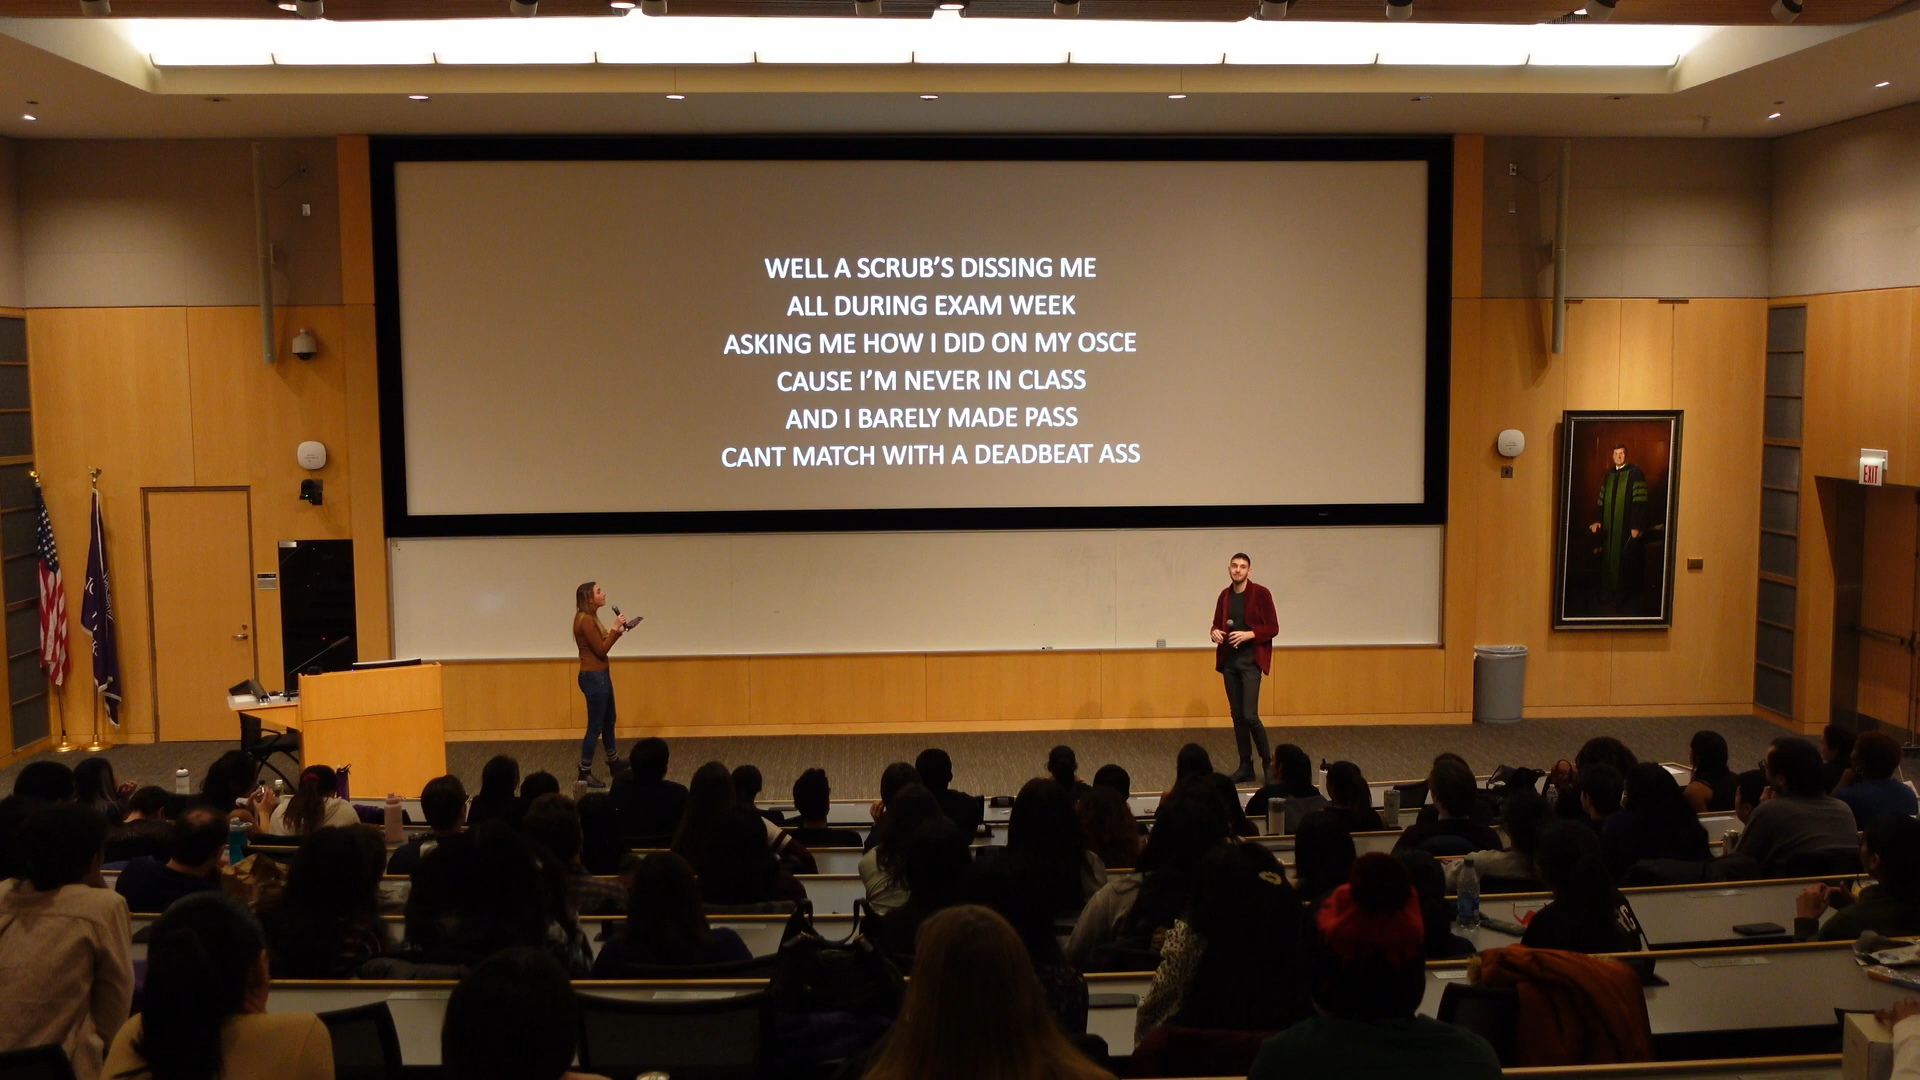 WELL A SCRUB'S DISSING ME
ALL DURING EXAM WEEK
ASKING ME HOW I DID ON MY OSCE
CAUSE I'M NEVER IN CLASS
AND I BARELY MADE PASS
CANT MATCH WITH A DEADBEAT ASS
EXIT